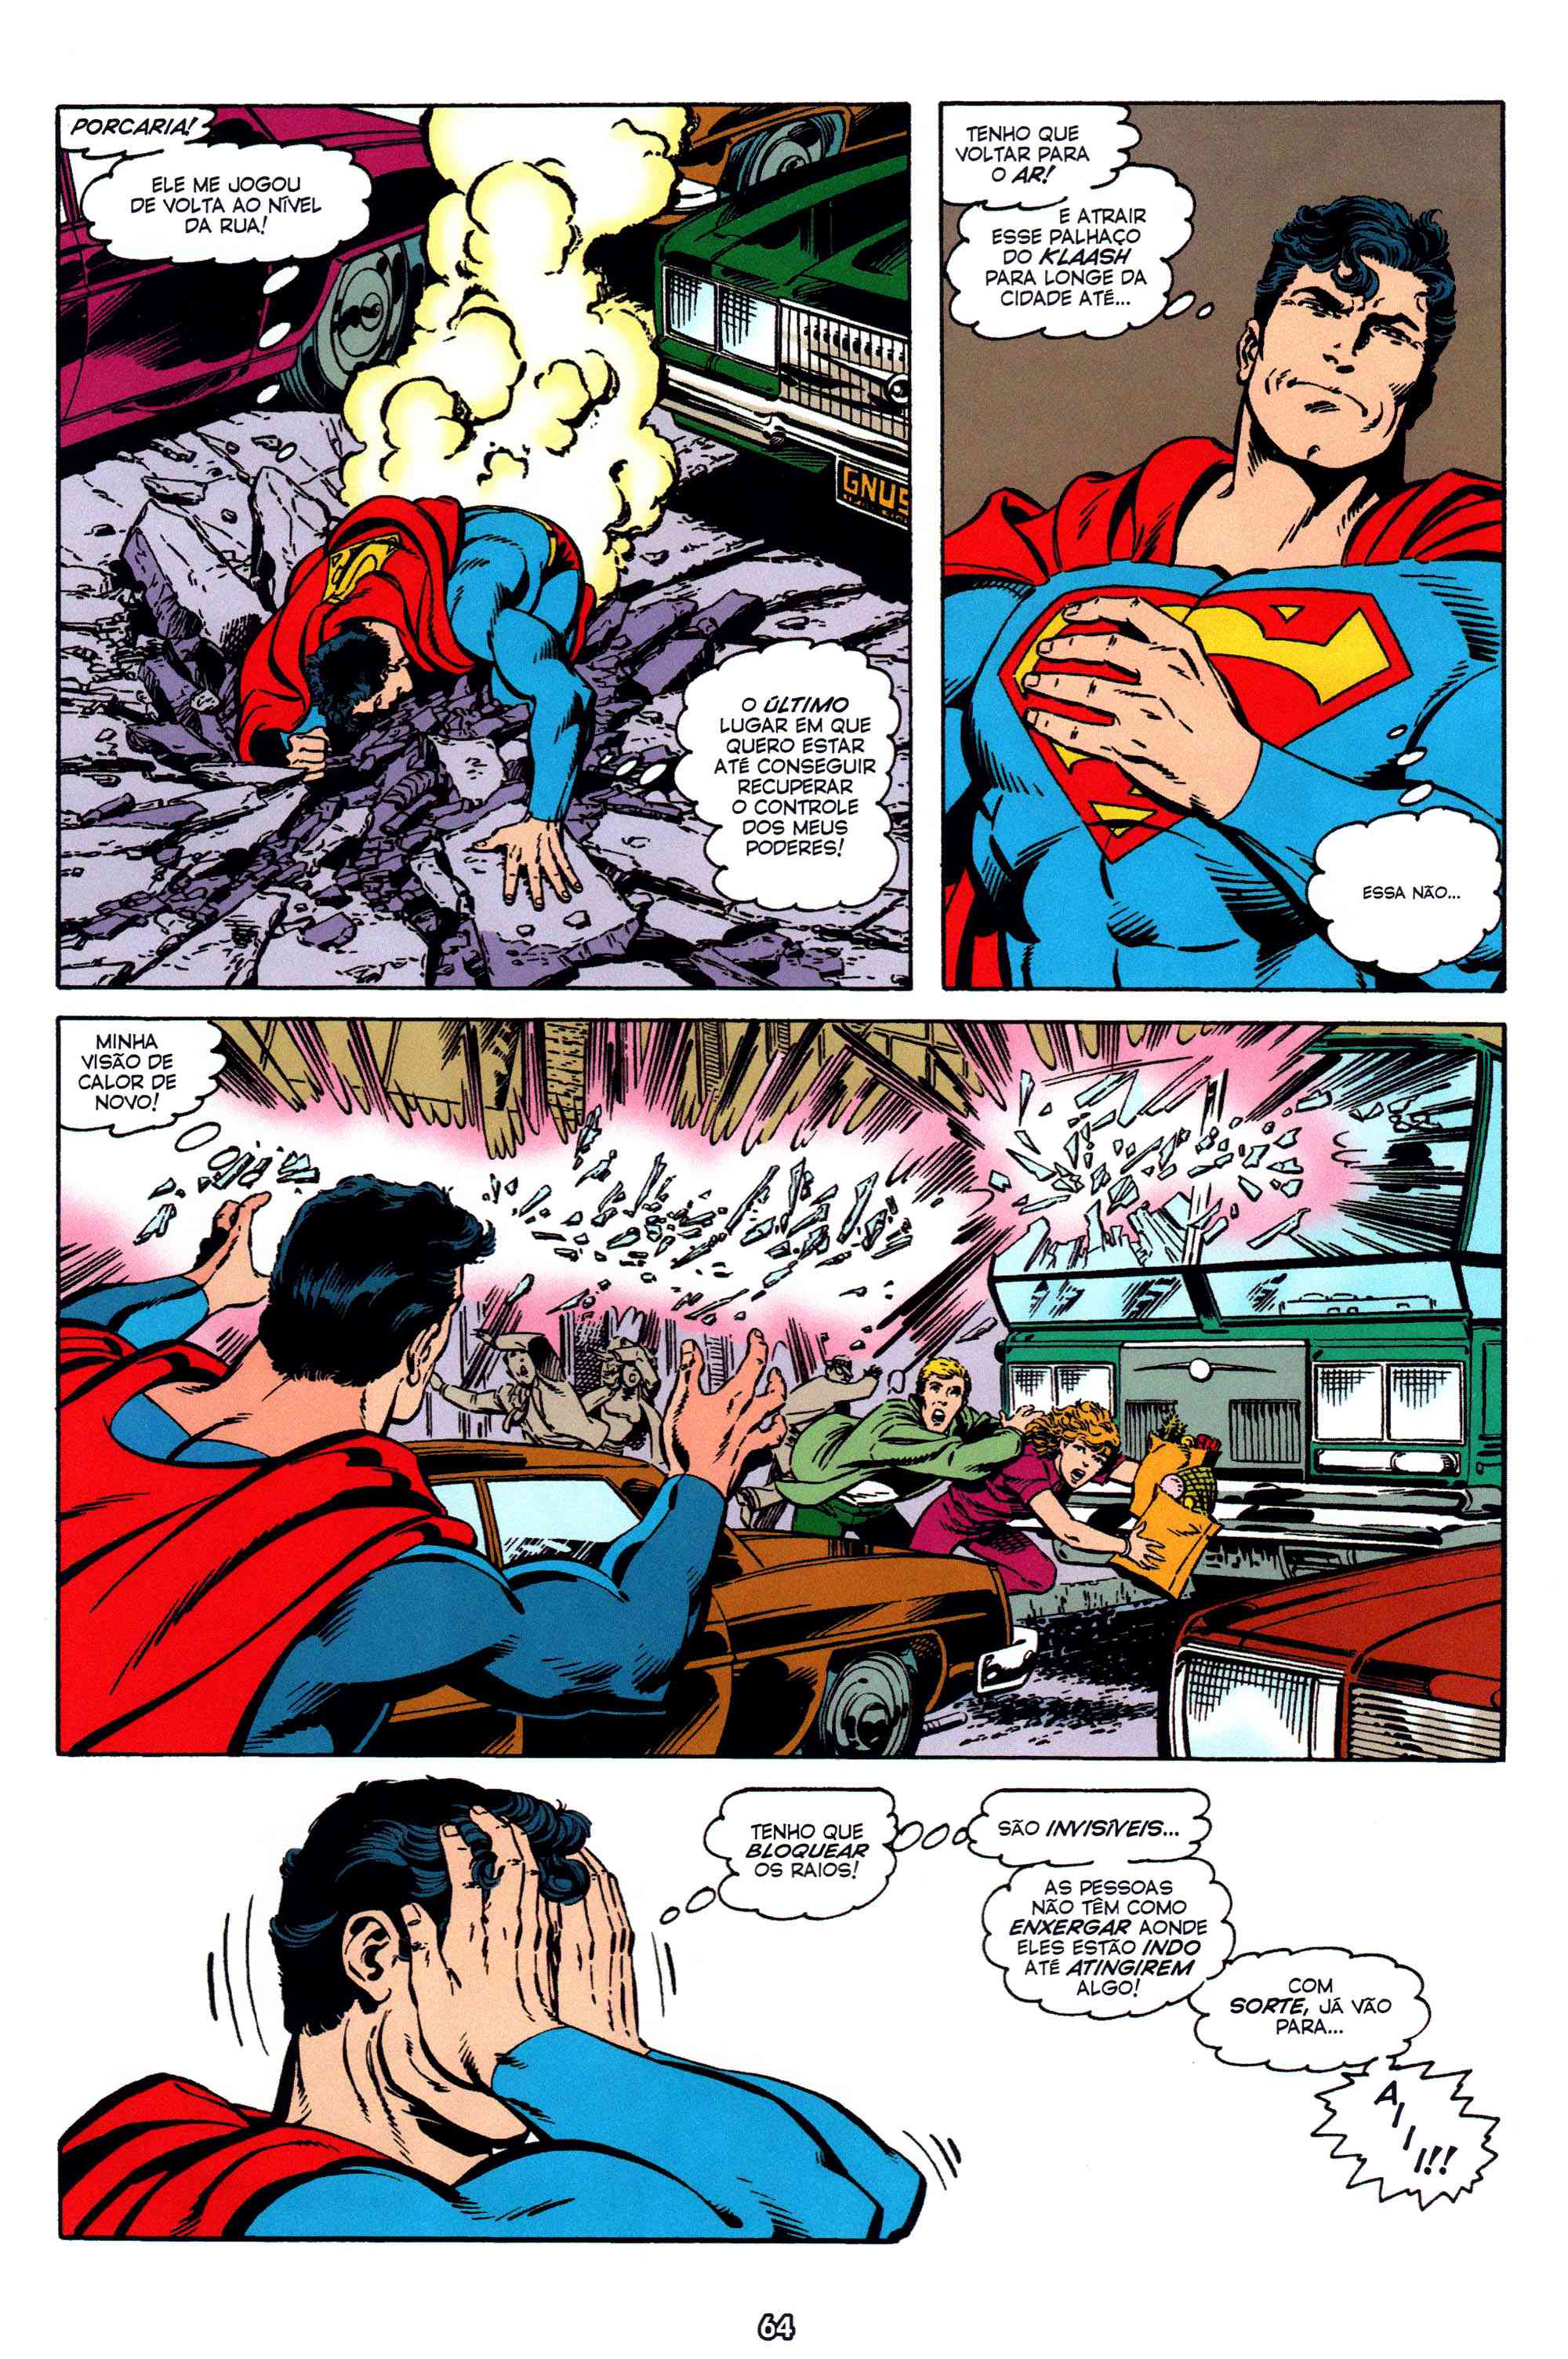 PORCARIA!
ELE ME JOGOU
DE VOLTA AO NÍVEL
DA RUA!
GNUS
O ÚLTIMO
LUGAR EM QUE
QUERO ESTAR
ATÉ CONSEGUIR
RECUPERAR
O CONTROLE
DOS MEUS
PODERES!
TENHO QUE
VOLTAR PARA
O AR!
E ATRAIR
ESSE PALHAÇO
DO KLAASH
PARA LONGE DA
CIDADE ATÉ...
ESSA NÃO...
MINHA
VISÃO DE
CALOR DE
NOVO!
TENHO QUE
BLOQUEAR
OS RAIOS!
SÃO INVISÍVEIS...
AS PESSOAS
NÃO TÊM COMO
ENXERGAR AONDE
ELES ESTÃO INDO
ATÉ ATINGIREM
ALGO!
COM
SORTE, JÁ VÃO
PARA...
AIII!!
64